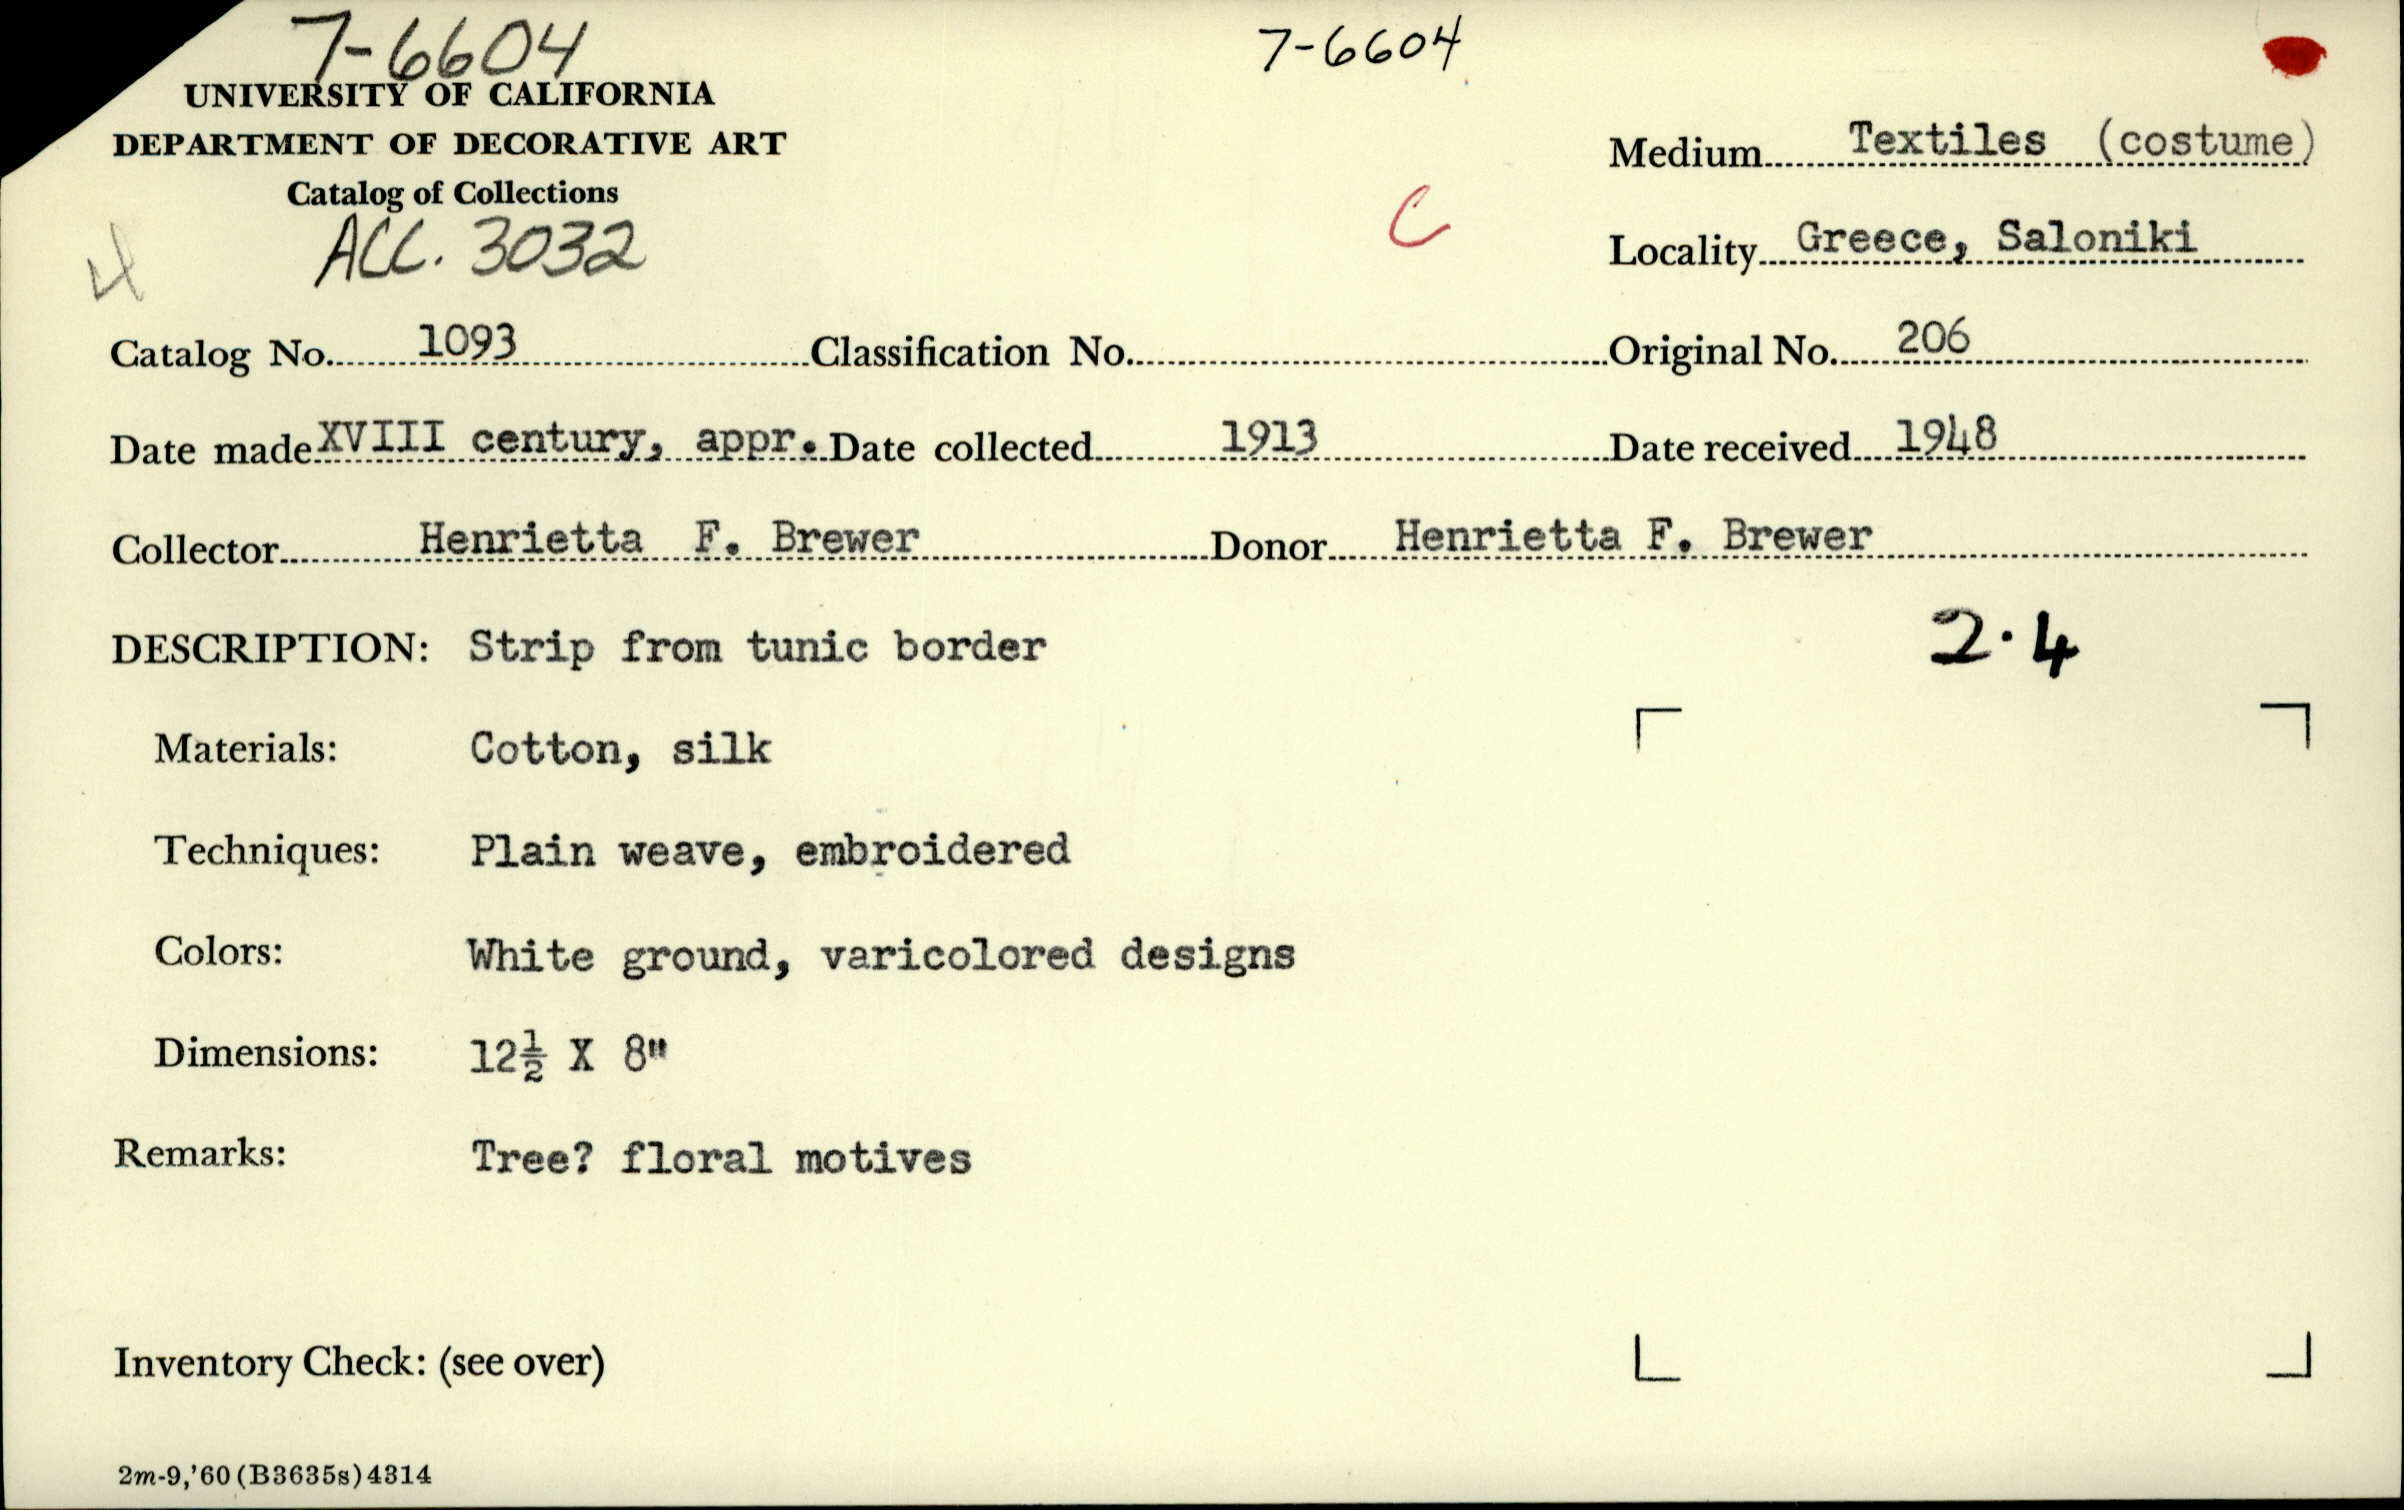 7-6604 7-6604
UNIVERSITY OF CALIFORNIA
DEPARTMENT OF DECORATIVE ART
Catalog of Collections
Medium Textiles (costume)
ACC. 3032 C
4
Locality Greece, Saloniki
Catalog No. 1093 Classification No. Original No. 206
Date made XVIII century, appr. Date collected 1913 Date received 1948
Collector Henrietta F. Brewer Donor Henrietta F. Brewer
DESCRIPTION: Strip from tunic border 2.4
Materials: Cotton, silk
Techniques: Plain weave, embroidered
Colors: White ground, varicolored designs
Dimensions: 12½ X 8"
Remarks: Tree? floral motives
Inventory Check: (see over)
2m-9,'60(B3635s)4314